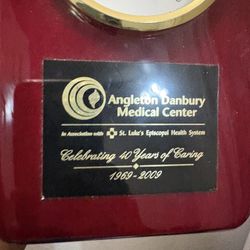 Angleton Danbury
Medical Center
In Association with St. Luke's Episcopal Health System
Celebrating 40 Years of Caring
1969-2009